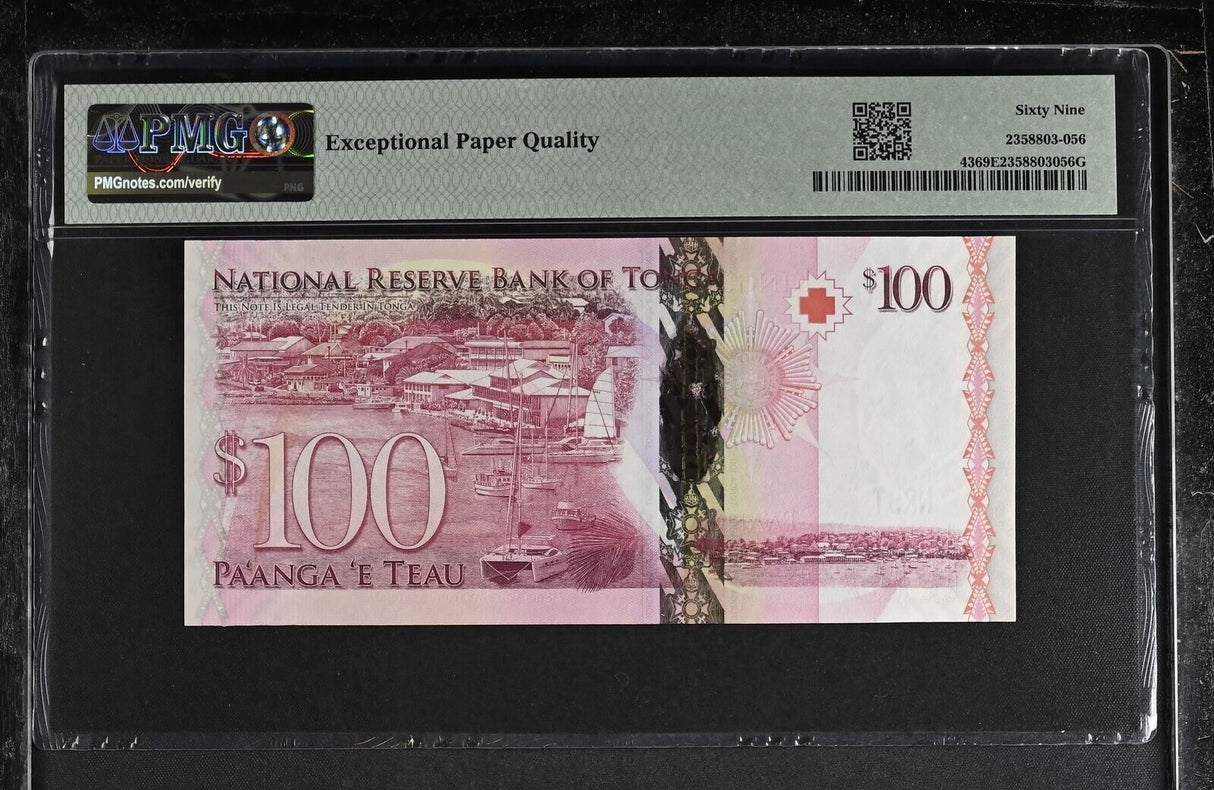 PMG
PMGnotes.com/verify
PNG
Exceptional Paper Quality
Sixty Nine
2358803-056
4369E2358803056G
NATIONAL RESERVE BANK OF TONGA
THIS NOTE IS LEGAL TENDER IN TONGA
$100
$100
PA'ANGA 'E TEAU